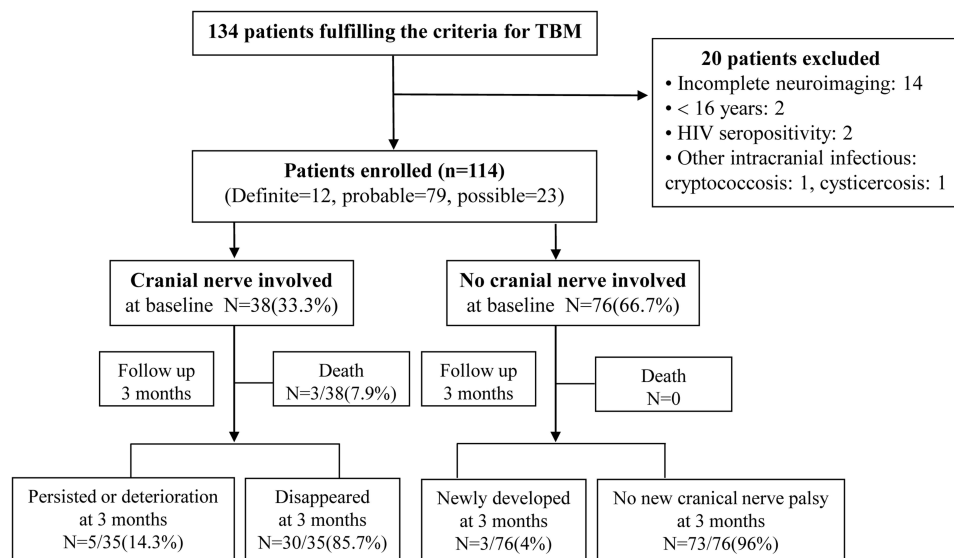 134 patients fulfilling the criteria for TBM
20 patients excluded
• Incomplete neuroimaging: 14
• < 16 years: 2
• HIV seropositivity: 2
• Other intracranial infectious:
cryptococcosis: 1, cysticercosis: 1
Patients enrolled (n=114)
(Definite=12, probable=79, possible=23)
Cranial nerve involved
at baseline N=38(33.3%)
No cranial nerve involved
at baseline N=76(66.7%)
Follow up
3 months
Death
N=3/38(7.9%)
Follow up
3 months
Death
N=0
Persisted or deterioration
at 3 months
N=5/35(14.3%)
Disappeared
at 3 months
N=30/35(85.7%)
Newly developed
at 3 months
N=3/76(4%)
No new cranical nerve palsy
at 3 months
N=73/76(96%)